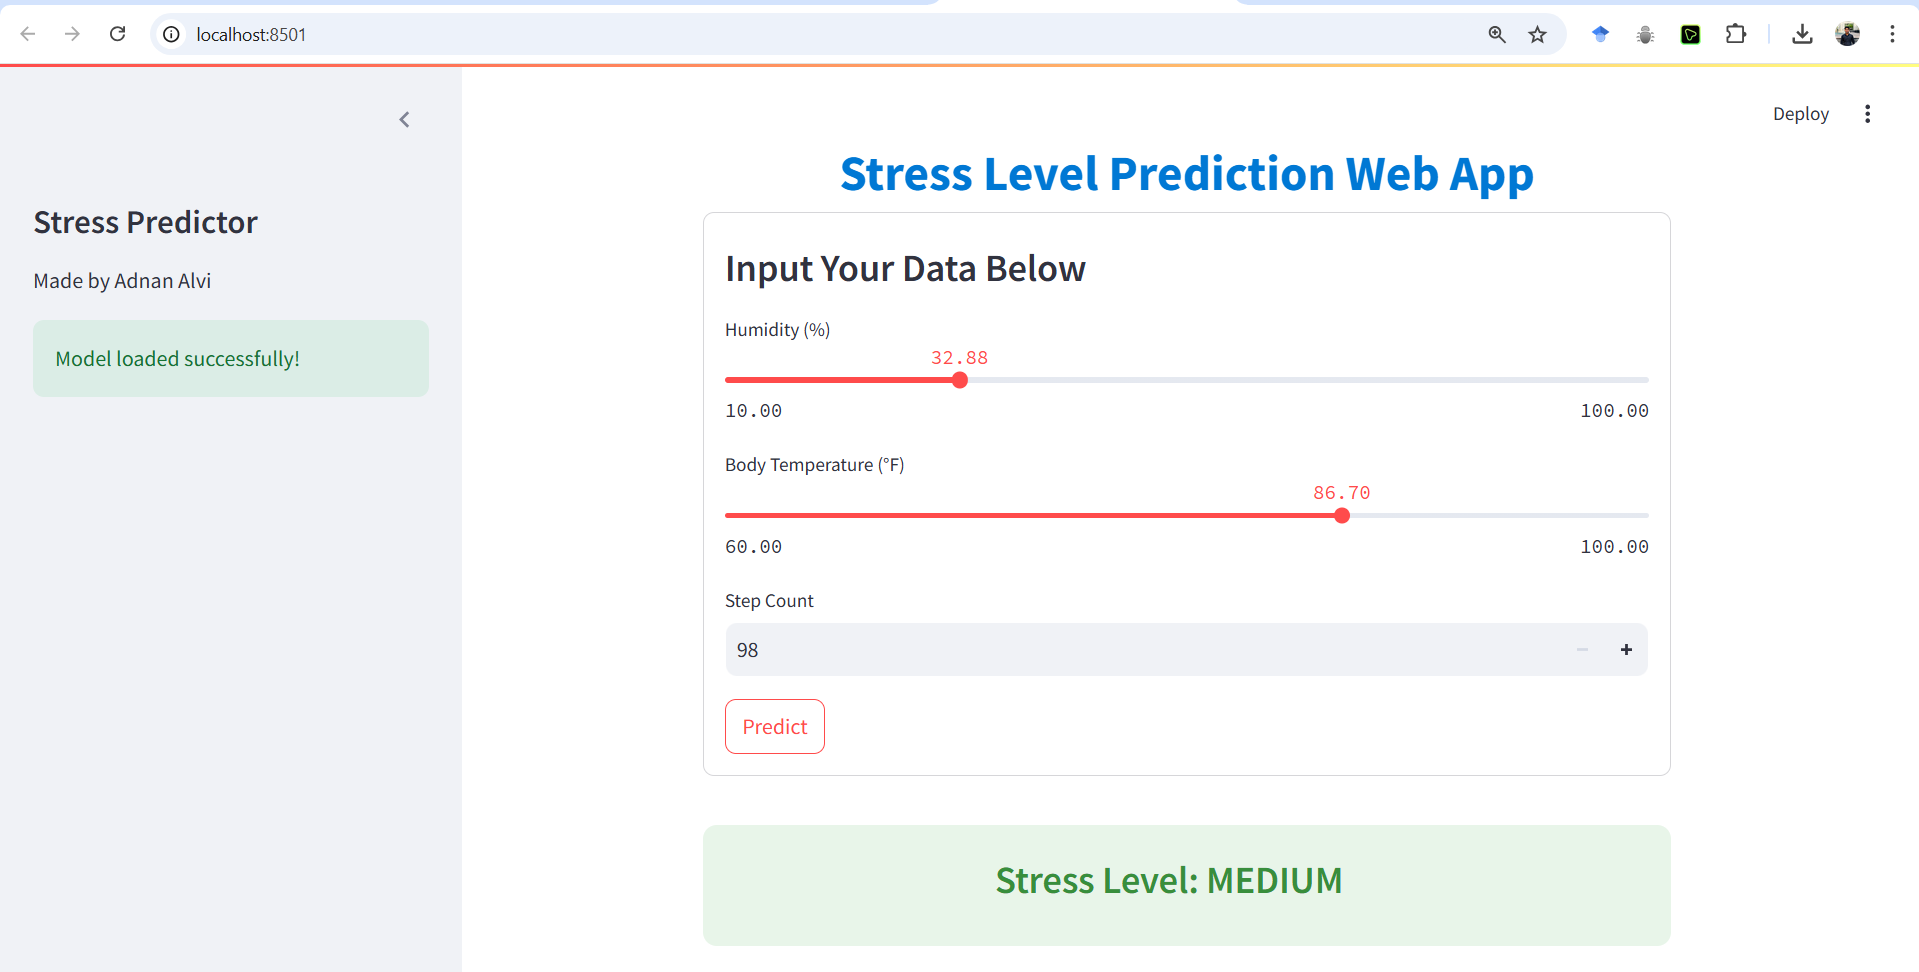 localhost:8501
Deploy
Stress Predictor
Made by Adnan Alvi
Model loaded successfully!
Stress Level Prediction Web App
Input Your Data Below
Humidity (%)
32.88
10.00 100.00
Body Temperature (°F)
86.70
60.00 100.00
Step Count
98
Predict
Stress Level: MEDIUM